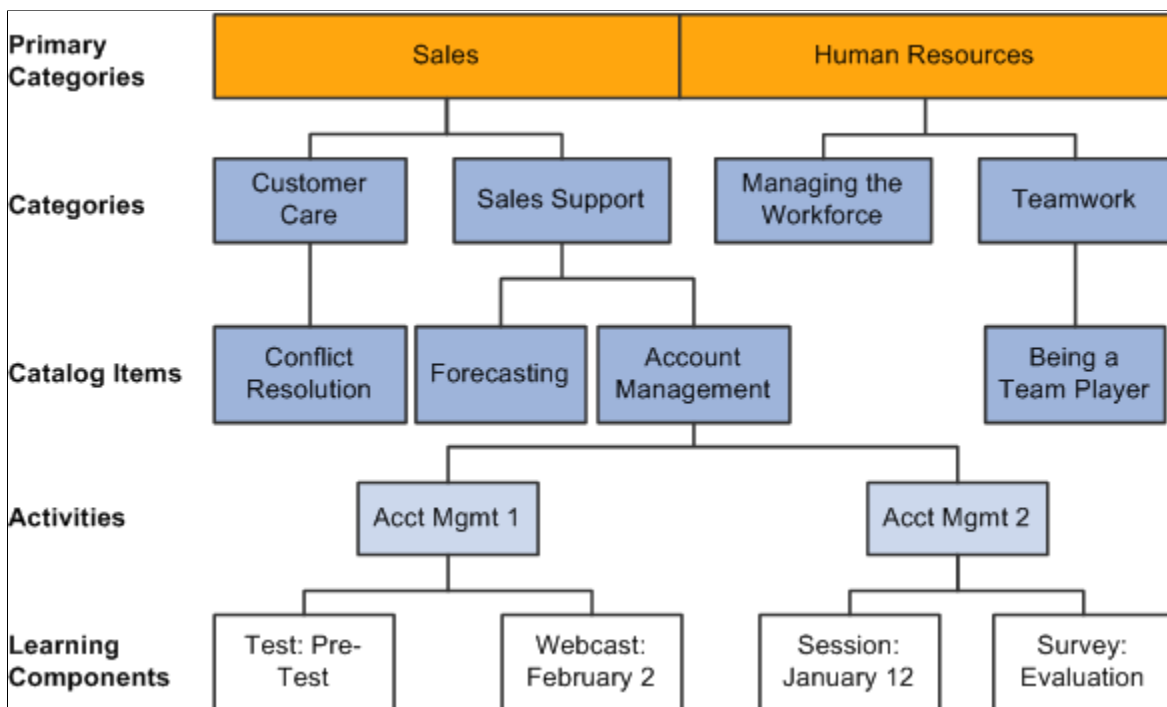 Primary
Categories
Sales
Human Resources
Categories
Customer
Care
Sales Support
Managing the
Workforce
Teamwork
Catalog Items
Conflict
Resolution
Forecasting
Account
Management
Being a
Team Player
Activities
Acct Mgmt 1
Acct Mgmt 2
Learning
Components
Test: Pre-
Test
Webcast:
February 2
Session:
January 12
Survey:
Evaluation